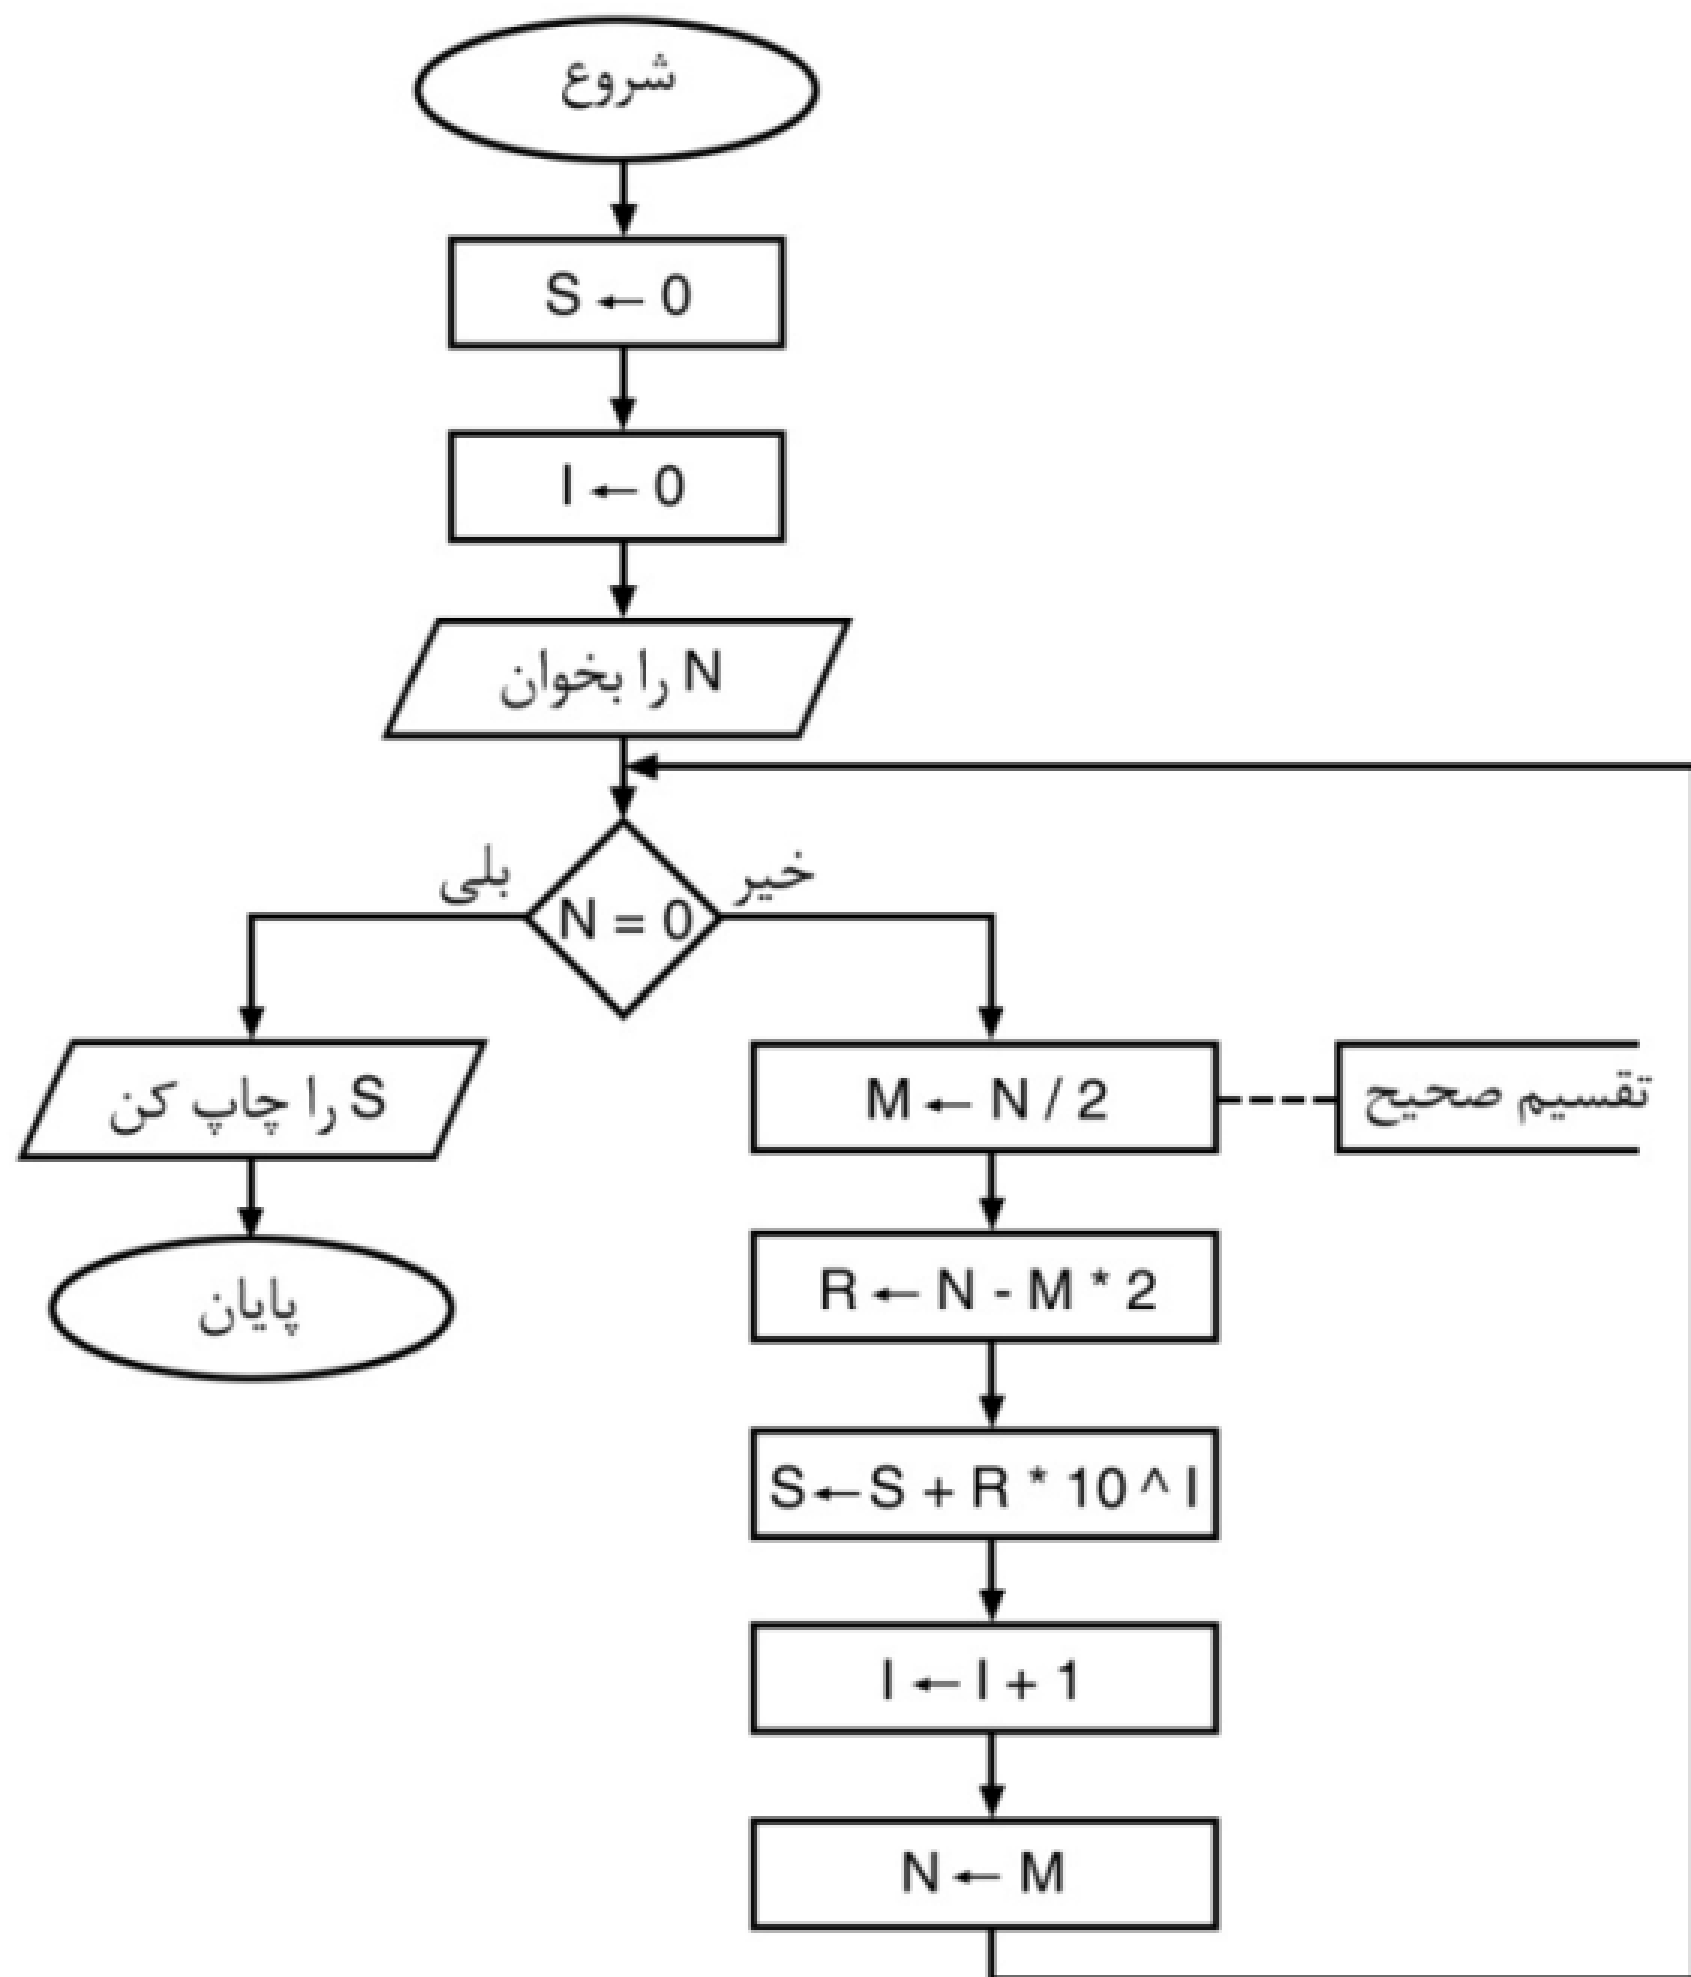 شروع
S ← 0
I ← 0
N را بخوان
N = 0
بلی
خیر
S را چاپ کن
پایان
M ← N / 2
تقسیم صحیح
R ← N - M * 2
S ← S + R * 10 ^ I
I ← I + 1
N ← M